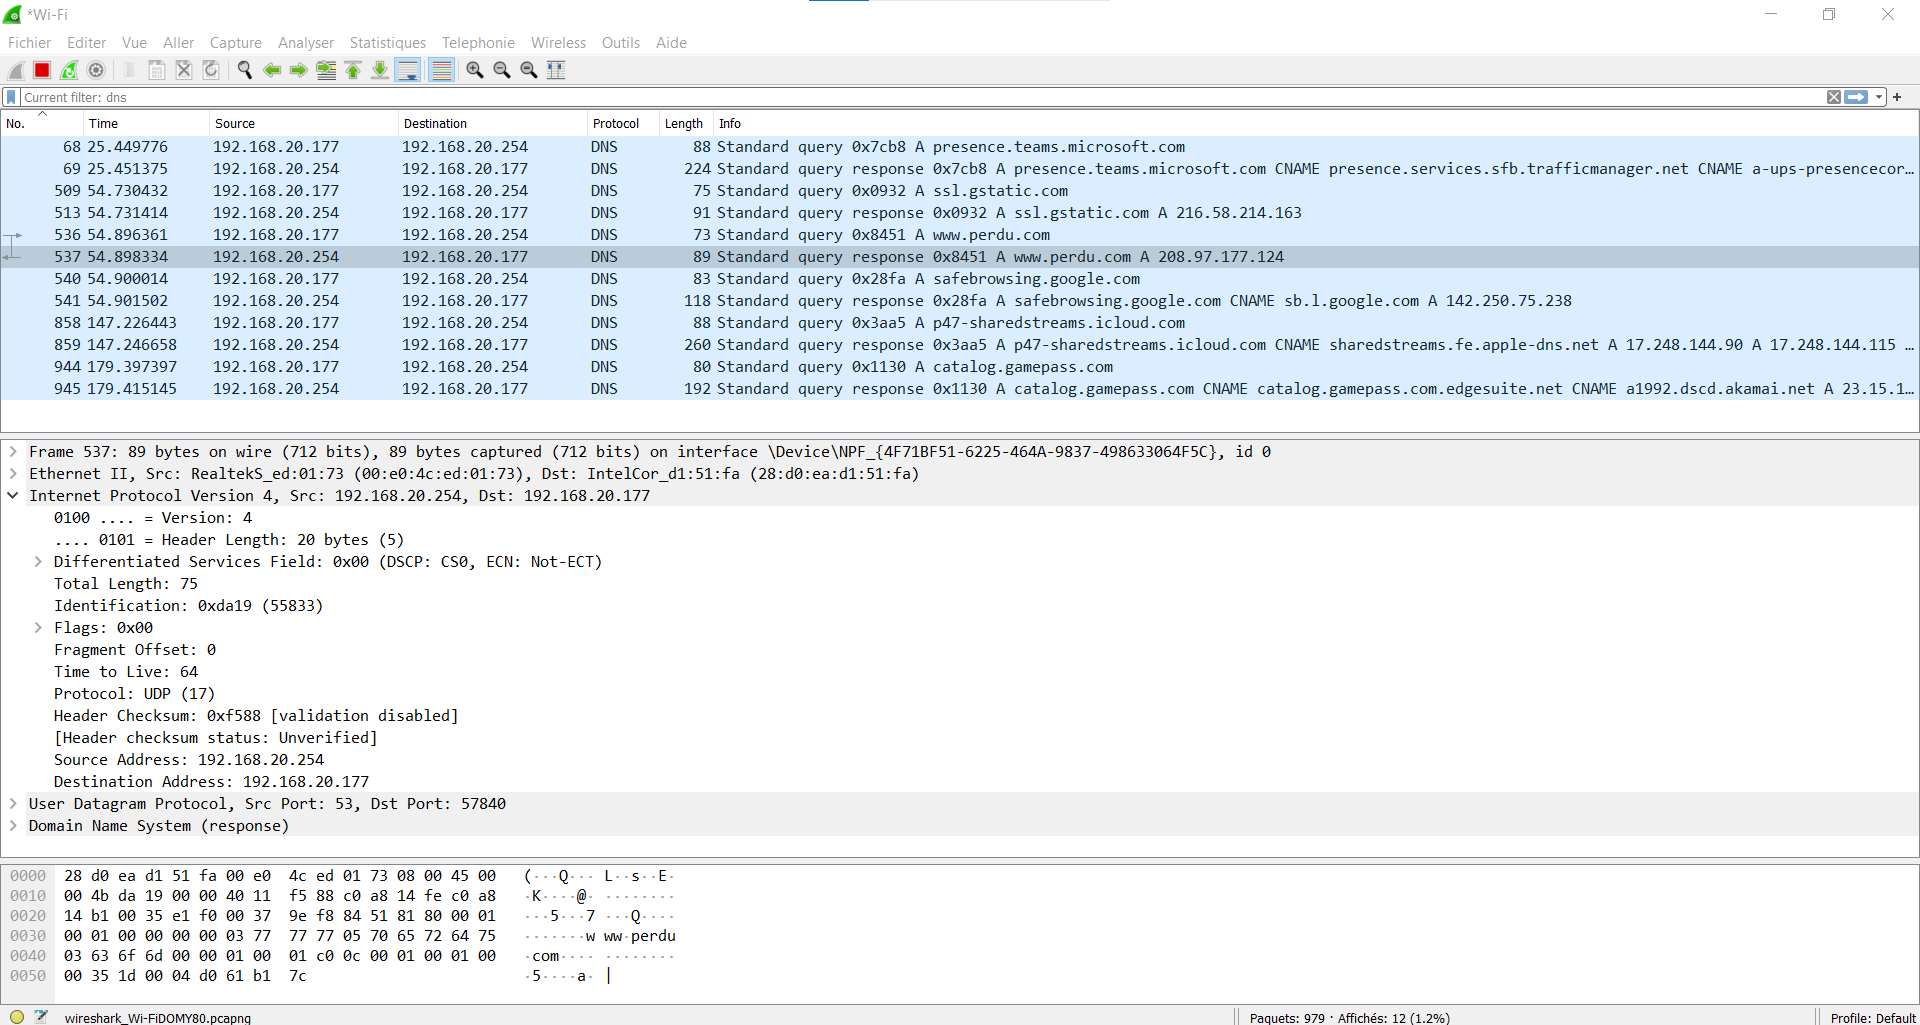 *Wi-Fi
Fichier Editer Vue Aller Capture Analyser Statistiques Telephonie Wireless Outils Aide
Current filter: dns
No. Time Source Destination Protocol Length Info
68 25.449776 192.168.20.177 192.168.20.254 DNS 88 Standard query 0x7cb8 A presence.teams.microsoft.com
69 25.451375 192.168.20.254 192.168.20.177 DNS 224 Standard query response 0x7cb8 A presence.teams.microsoft.com CNAME presence.services.sfb.trafficmanager.net CNAME a-ups-presencecor…
509 54.730432 192.168.20.177 192.168.20.254 DNS 75 Standard query 0x0932 A ssl.gstatic.com
513 54.731414 192.168.20.254 192.168.20.177 DNS 91 Standard query response 0x0932 A ssl.gstatic.com A 216.58.214.163
536 54.896361 192.168.20.177 192.168.20.254 DNS 73 Standard query 0x8451 A www.perdu.com
537 54.898334 192.168.20.254 192.168.20.177 DNS 89 Standard query response 0x8451 A www.perdu.com A 208.97.177.124
540 54.900014 192.168.20.177 192.168.20.254 DNS 83 Standard query 0x28fa A safebrowsing.google.com
541 54.901502 192.168.20.254 192.168.20.177 DNS 118 Standard query response 0x28fa A safebrowsing.google.com CNAME sb.l.google.com A 142.250.75.238
858 147.226443 192.168.20.177 192.168.20.254 DNS 88 Standard query 0x3aa5 A p47-sharedstreams.icloud.com
859 147.246658 192.168.20.254 192.168.20.177 DNS 260 Standard query response 0x3aa5 A p47-sharedstreams.icloud.com CNAME sharedstreams.fe.apple-dns.net A 17.248.144.90 A 17.248.144.115 …
944 179.397397 192.168.20.177 192.168.20.254 DNS 80 Standard query 0x1130 A catalog.gamepass.com
945 179.415145 192.168.20.254 192.168.20.177 DNS 192 Standard query response 0x1130 A catalog.gamepass.com CNAME catalog.gamepass.com.edgesuite.net CNAME a1992.dscd.akamai.net A 23.15.1…
Frame 537: 89 bytes on wire (712 bits), 89 bytes captured (712 bits) on interface \Device\NPF_{4F71BF51-6225-464A-9837-498633064F5C}, id 0
Ethernet II, Src: RealtekS_ed:01:73 (00:e0:4c:ed:01:73), Dst: IntelCor_d1:51:fa (28:d0:ea:d1:51:fa)
Internet Protocol Version 4, Src: 192.168.20.254, Dst: 192.168.20.177
0100 .... = Version: 4
.... 0101 = Header Length: 20 bytes (5)
Differentiated Services Field: 0x00 (DSCP: CS0, ECN: Not-ECT)
Total Length: 75
Identification: 0xda19 (55833)
Flags: 0x00
Fragment Offset: 0
Time to Live: 64
Protocol: UDP (17)
Header Checksum: 0xf588 [validation disabled]
[Header checksum status: Unverified]
Source Address: 192.168.20.254
Destination Address: 192.168.20.177
User Datagram Protocol, Src Port: 53, Dst Port: 57840
Domain Name System (response)
0000 28 d0 ea d1 51 fa 00 e0 4c ed 01 73 08 00 45 00 (···Q··· L··s··E·
0010 00 4b da 19 00 00 40 11 f5 88 c0 a8 14 fe c0 a8 ·K····@· ········
0020 14 b1 00 35 e1 f0 00 37 9e f8 84 51 81 80 00 01 ···5···7 ···Q····
0030 00 01 00 00 00 00 03 77 77 77 05 70 65 72 64 75 ·······w ww·perdu
0040 03 63 6f 6d 00 00 01 00 01 c0 0c 00 01 00 01 00 ·com···· ········
0050 00 35 1d 00 04 d0 61 b1 7c ·5····a· |
wireshark_Wi-FiDOMY80.pcapng Paquets: 979 · Affichés: 12 (1.2%) Profile: Default